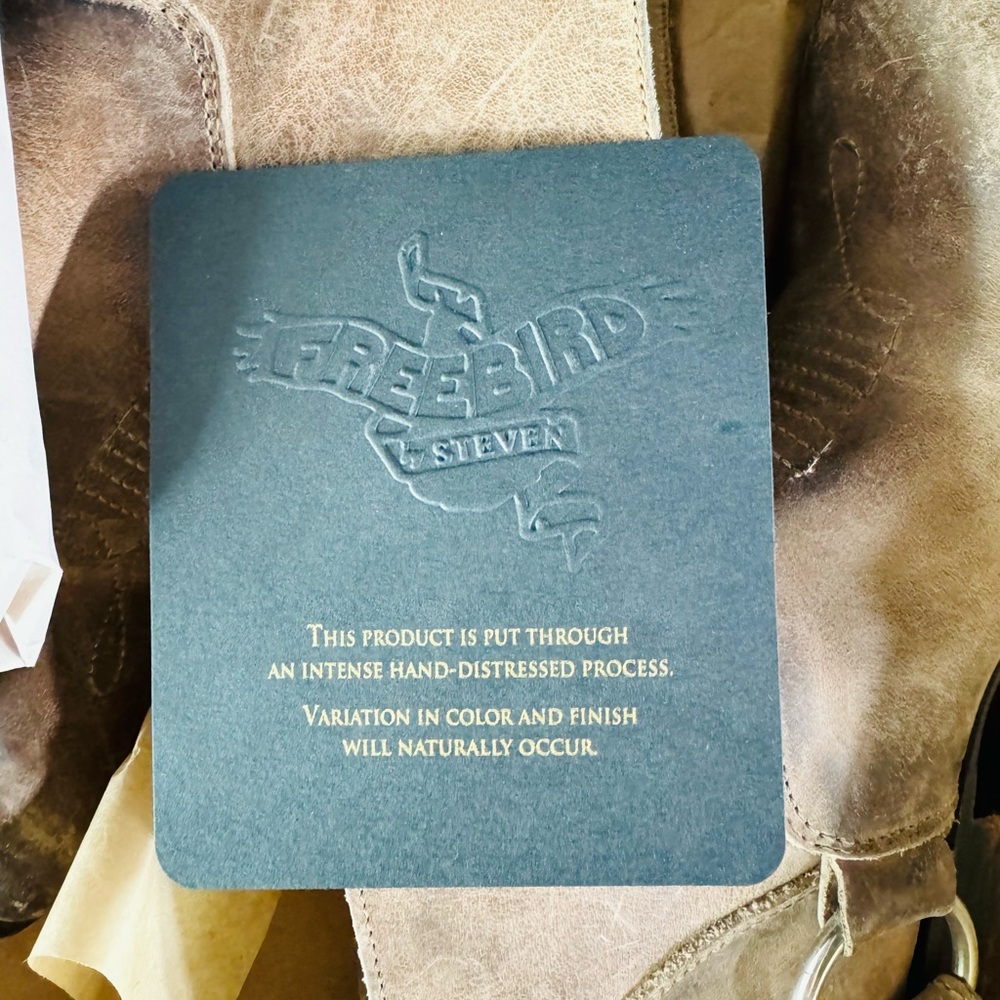 FREEBIRD
by STEVEN
THIS PRODUCT IS PUT THROUGH
AN INTENSE HAND-DISTRESSED PROCESS.
VARIATION IN COLOR AND FINISH
WILL NATURALLY OCCUR.